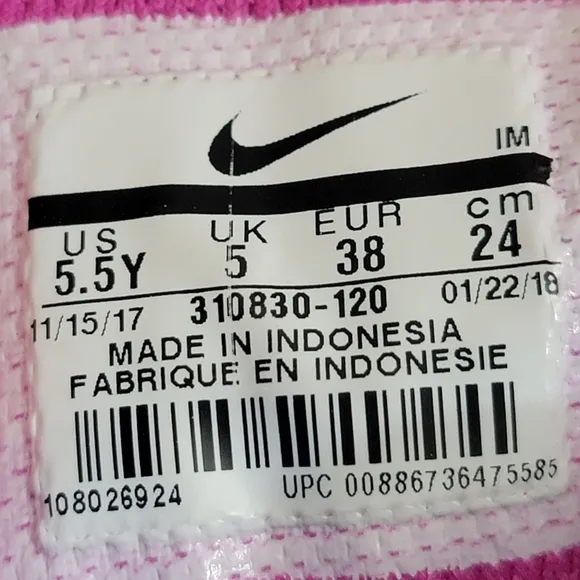 IM
US UK EUR cm
5.5Y 5 38 24
11/15/17 310830-120 01/22/18
MADE IN INDONESIA
FABRIQUE EN INDONESIE
108026924 UPC 00886736475585